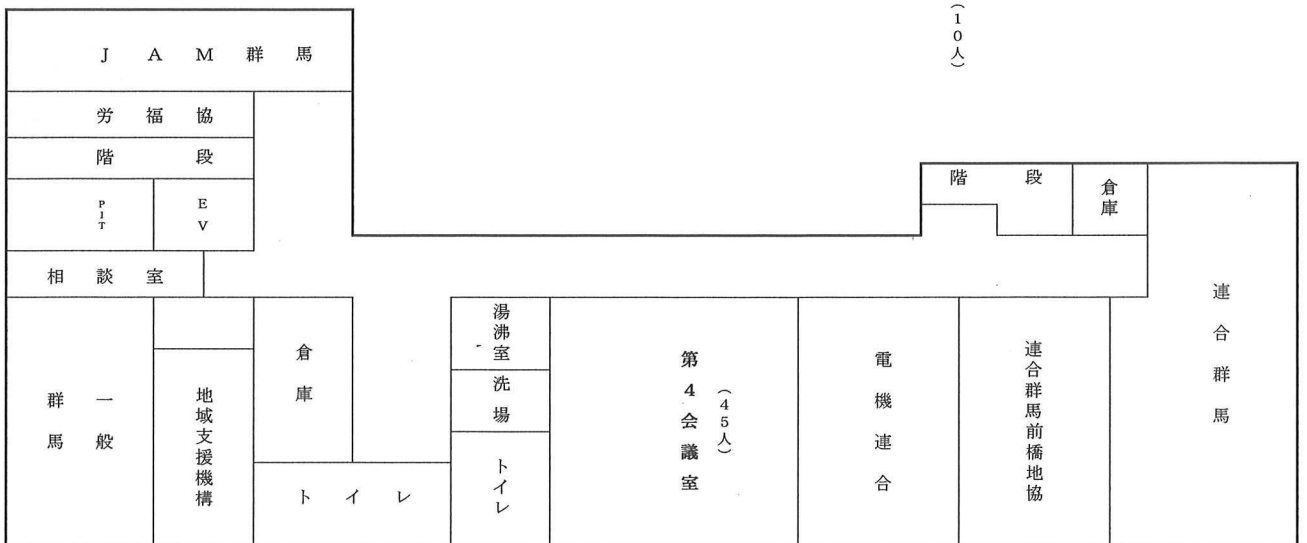 （10人）
JAM群馬
労福協
階段
PIT
EV
相談室
階段
倉庫
連合群馬
一般
群馬
地域支援機構
倉庫
トイレ
湯沸室
洗場
トイレ
第4会議室
（45人）
電機連合
連合群馬前橋地協